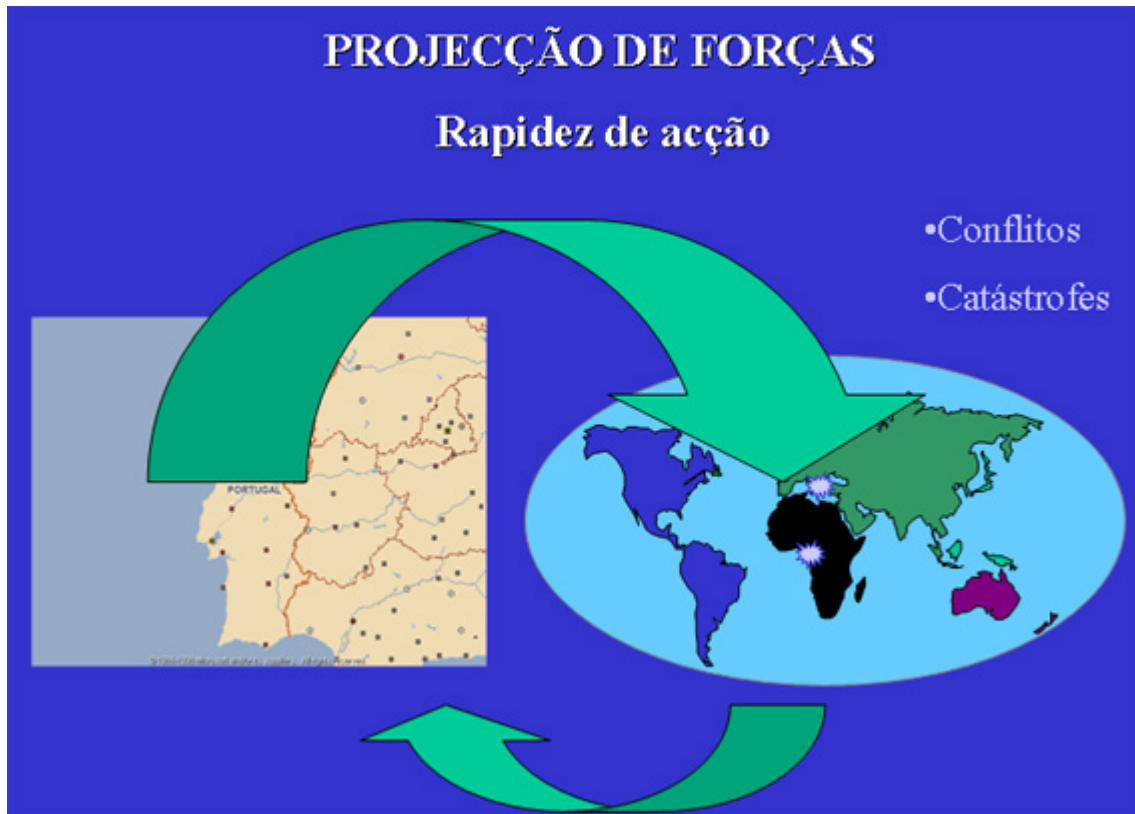 PROJECÇÃO DE FORÇAS
Rapidez de acção
•Conflitos
•Catástrofes
PORTUGAL